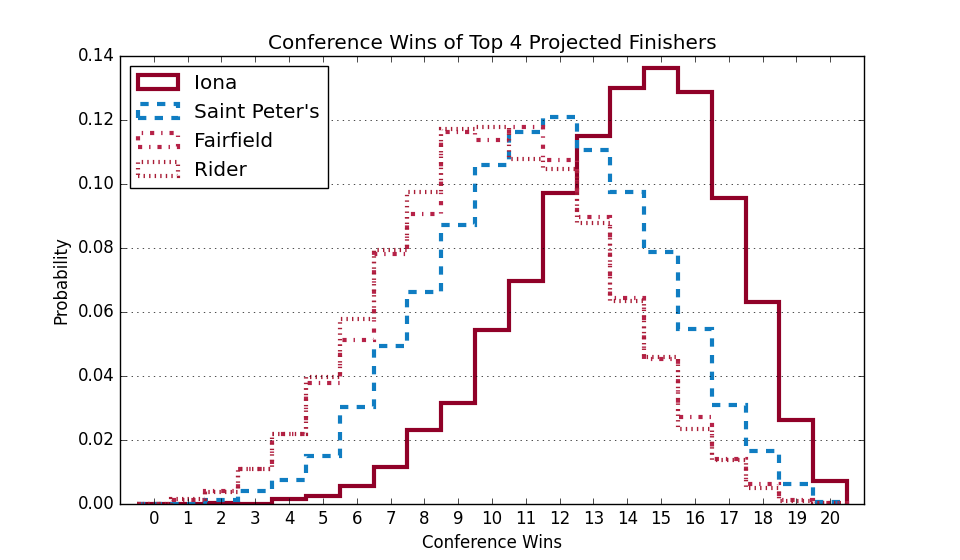 Conference Wins of Top 4 Projected Finishers
0.14
0.12
0.10
0.08
0.06
0.04
0.02
0.00
Probability
Iona
Saint Peter's
Fairfield
Rider
0 1 2 3 4 5 6 7 8 9 10 11 12 13 14 15 16 17 18 19 20
Conference Wins